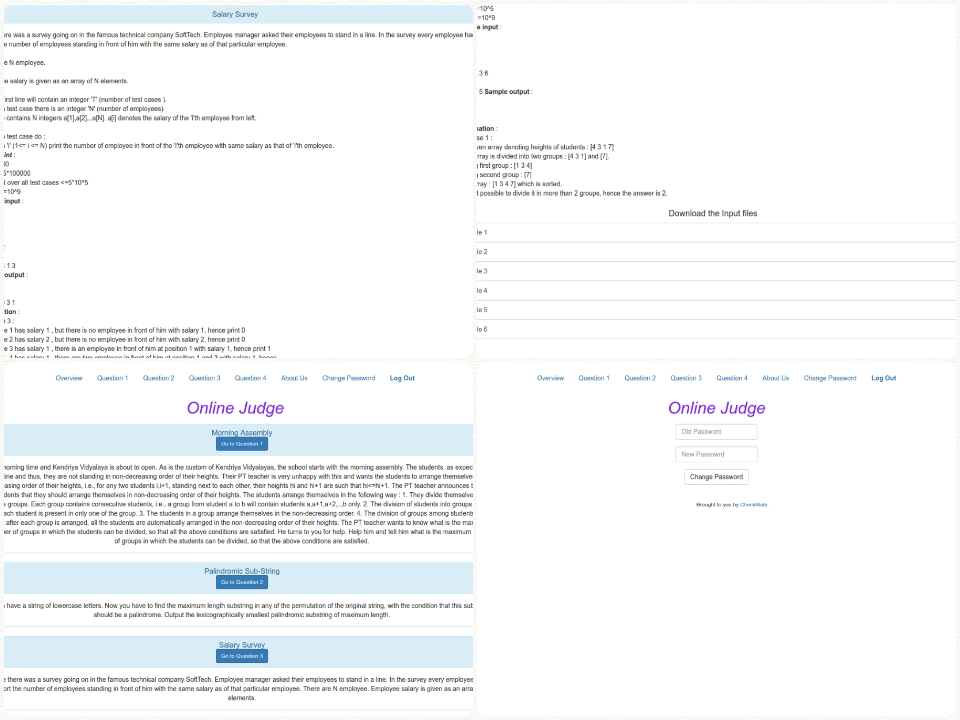 Salary Survey
ere was a survey going on in the famous technical company SoftTech. Employee manager asked their employees to stand in a line. In the survey every employee had
e number of employees standing in front of him with the same salary as of that particular employee.
e N employee.
e salary is given as an array of N elements.
irst line will contain an integer 'T' (number of test cases ).
test case there is an integer 'N' (number of employees).
contains N integers a[1],a[2],..a[N]. a[i] denotes the salary of the i'th employee from left.
test case do :
's 'i' (1<= i <= N) print the number of employee in front of the i'th employee with same salary as that of i'th employee.
int :
00
5*100000
N over all test cases <=5*10^5
=10^9
input :
1 3
output :
3 1
tion :
3 :
e 1 has salary 1 , but there is no employee in front of him with salary 1, hence print 0
e 2 has salary 2 , but there is no employee in front of him with salary 2, hence print 0
e 3 has salary 1 , there is an employee in front of him at position 1 with salary 1, hence print 1
4 has salary 1 , there are two employee in front of him at position 1 and 3 with salary 1, hence
10^5
=10^9
e input :
3 6
5 Sample output :
ation :
se 1 :
ven array denoting heights of students : [4 3 1 7]
rray is divided into two groups : [4 3 1] and [7].
g first group : [1 3 4]
g second group : [7]
rray : [1 3 4 7] which is sorted.
t possible to divide it in more than 2 groups, hence the answer is 2.
Download the Input files
le 1
le 2
le 3
le 4
le 5
le 6
Overview Question 1 Question 2 Question 3 Question 4 About Us Change Password Log Out
Online Judge
Morning Assembly
Go to Question 1
morning time and Kendriya Vidyalaya is about to open. As is the custom of Kendriya Vidyalayas, the school starts with the morning assembly. The students, as expec
line and thus, they are not standing in non-decreasing order of their heights. Their PT teacher is very unhappy with this and wants the students to arrange themselve
asing order of their heights, i.e., for any two students i,i+1, standing next to each other, their heights hi and hi+1 are such that hi<=hi+1. The PT teacher announces t
dents that they should arrange themselves in non-decreasing order of their heights. The students arrange themselves in the following way : 1. They divide themselve
e groups. Each group contains consecutive students, i.e., a group from student a to b will contain students a,a+1,a+2,..,b only. 2. The division of students into groups
ach student is present in only one of the group. 3. The students in a group arrange themselves in the non-decreasing order. 4. The division of groups among students
after each group is arranged, all the students are automatically arranged in the non-decreasing order of their heights. The PT teacher wants to know what is the max
ber of groups in which the students can be divided, so that all the above conditions are satisfied. He turns to you for help. Help him and tell him what is the maximum
of groups in which the students can be divided, so that the above conditions are satisfied.
Palindromic Sub-String
Go to Question 2
have a string of lowercase letters. Now you have to find the maximum length substring in any of the permutation of the original string, with the condition that this sub
should be a palindrome. Output the lexicographically smallest palindromic substring of maximum length.
Salary Survey
Go to Question 3
e there was a survey going on in the famous technical company SoftTech. Employee manager asked their employees to stand in a line. In the survey every employee
ort the number of employees standing in front of him with the same salary as of that particular employee. There are N employee. Employee salary is given as an arra
elements.
Overview Question 1 Question 2 Question 3 Question 4 About Us Change Password Log Out
Online Judge
Old Password
New Passowrd
Change Password
Brought to you by CheckMate.